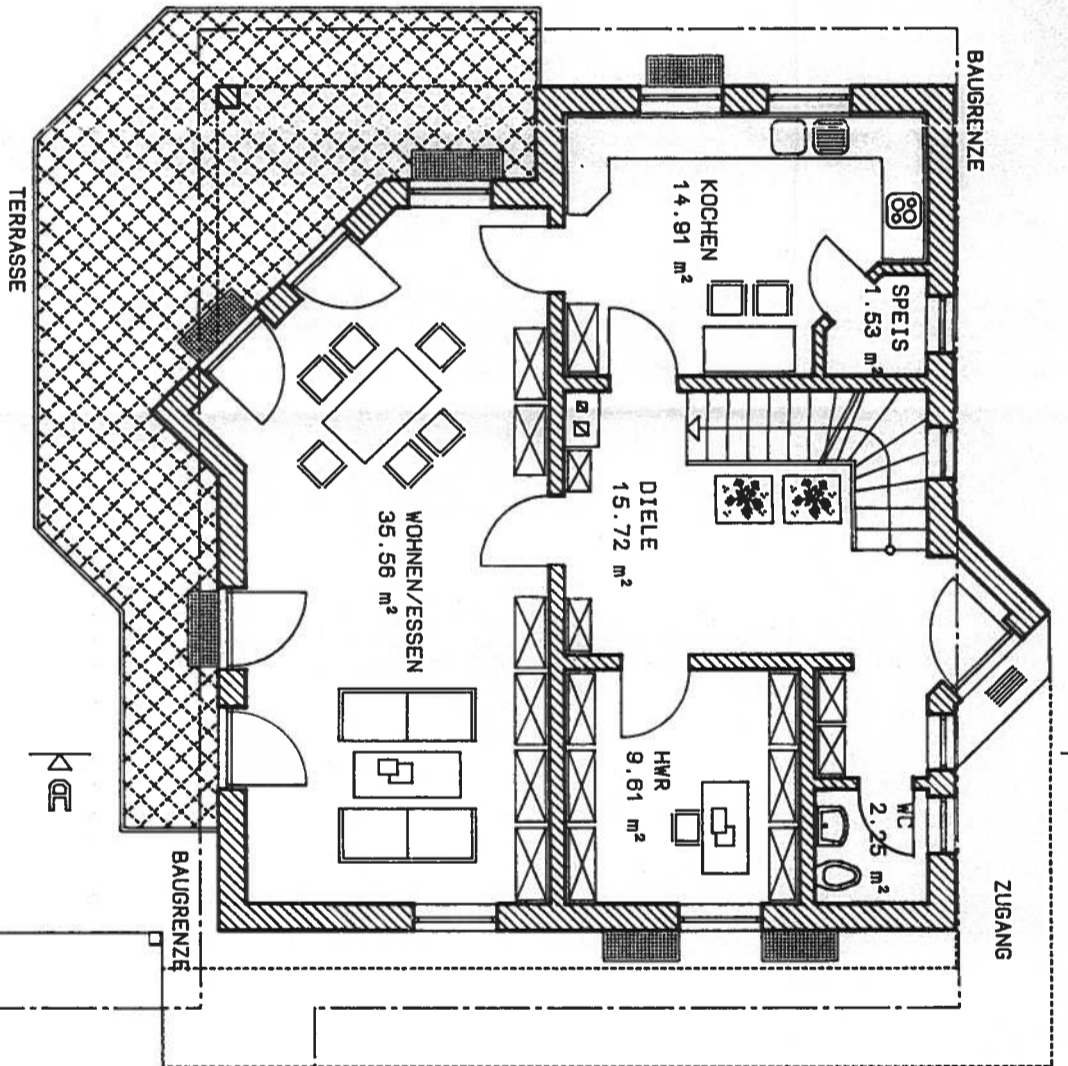 BAUGRENZE
KOCHEN
14.91 m²
SPEIS
1.53 m²
TERRASSE
DIELE
15.72 m²
WOHNEN/ESSEN
35.56 m²
HWR
9.61 m²
WC
2.25 m²
ZUGANG
BAUGRENZE